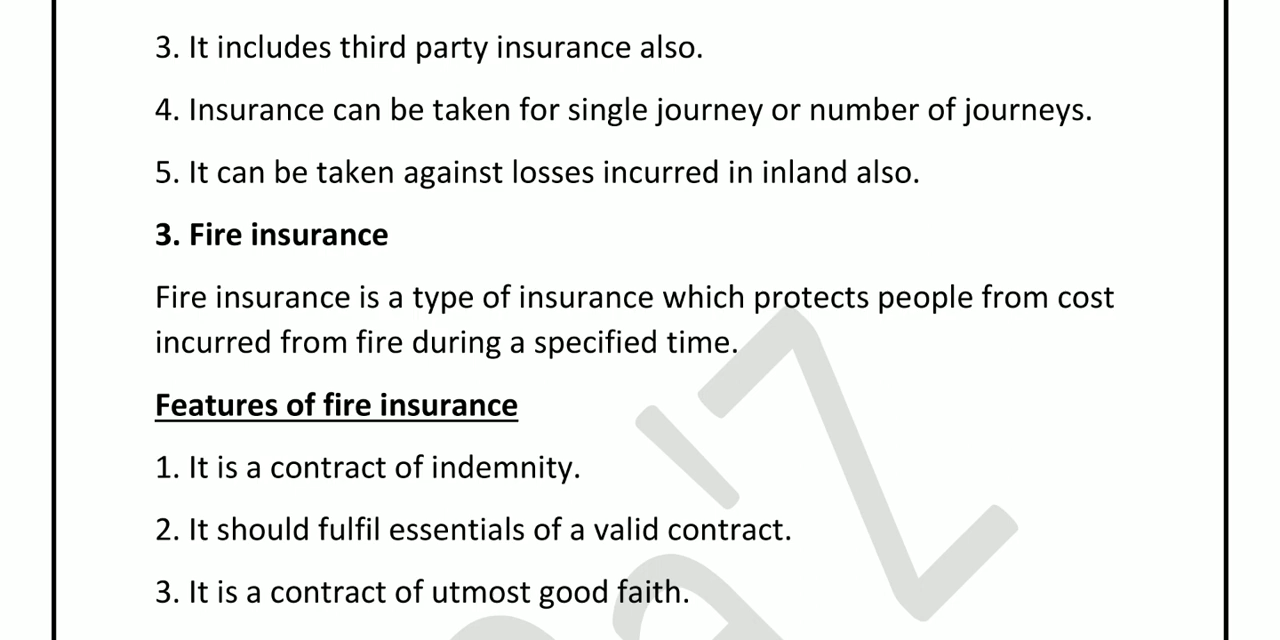 3. It includes third party insurance also.
4. Insurance can be taken for single journey or number of journeys.
5. It can be taken against losses incurred in inland also.
3. Fire insurance
Fire insurance is a type of insurance which protects people from cost
incurred from fire during a specified time.
Features of fire insurance
1. It is a contract of indemnity.
2. It should fulfil essentials of a valid contract.
3. It is a contract of utmost good faith.